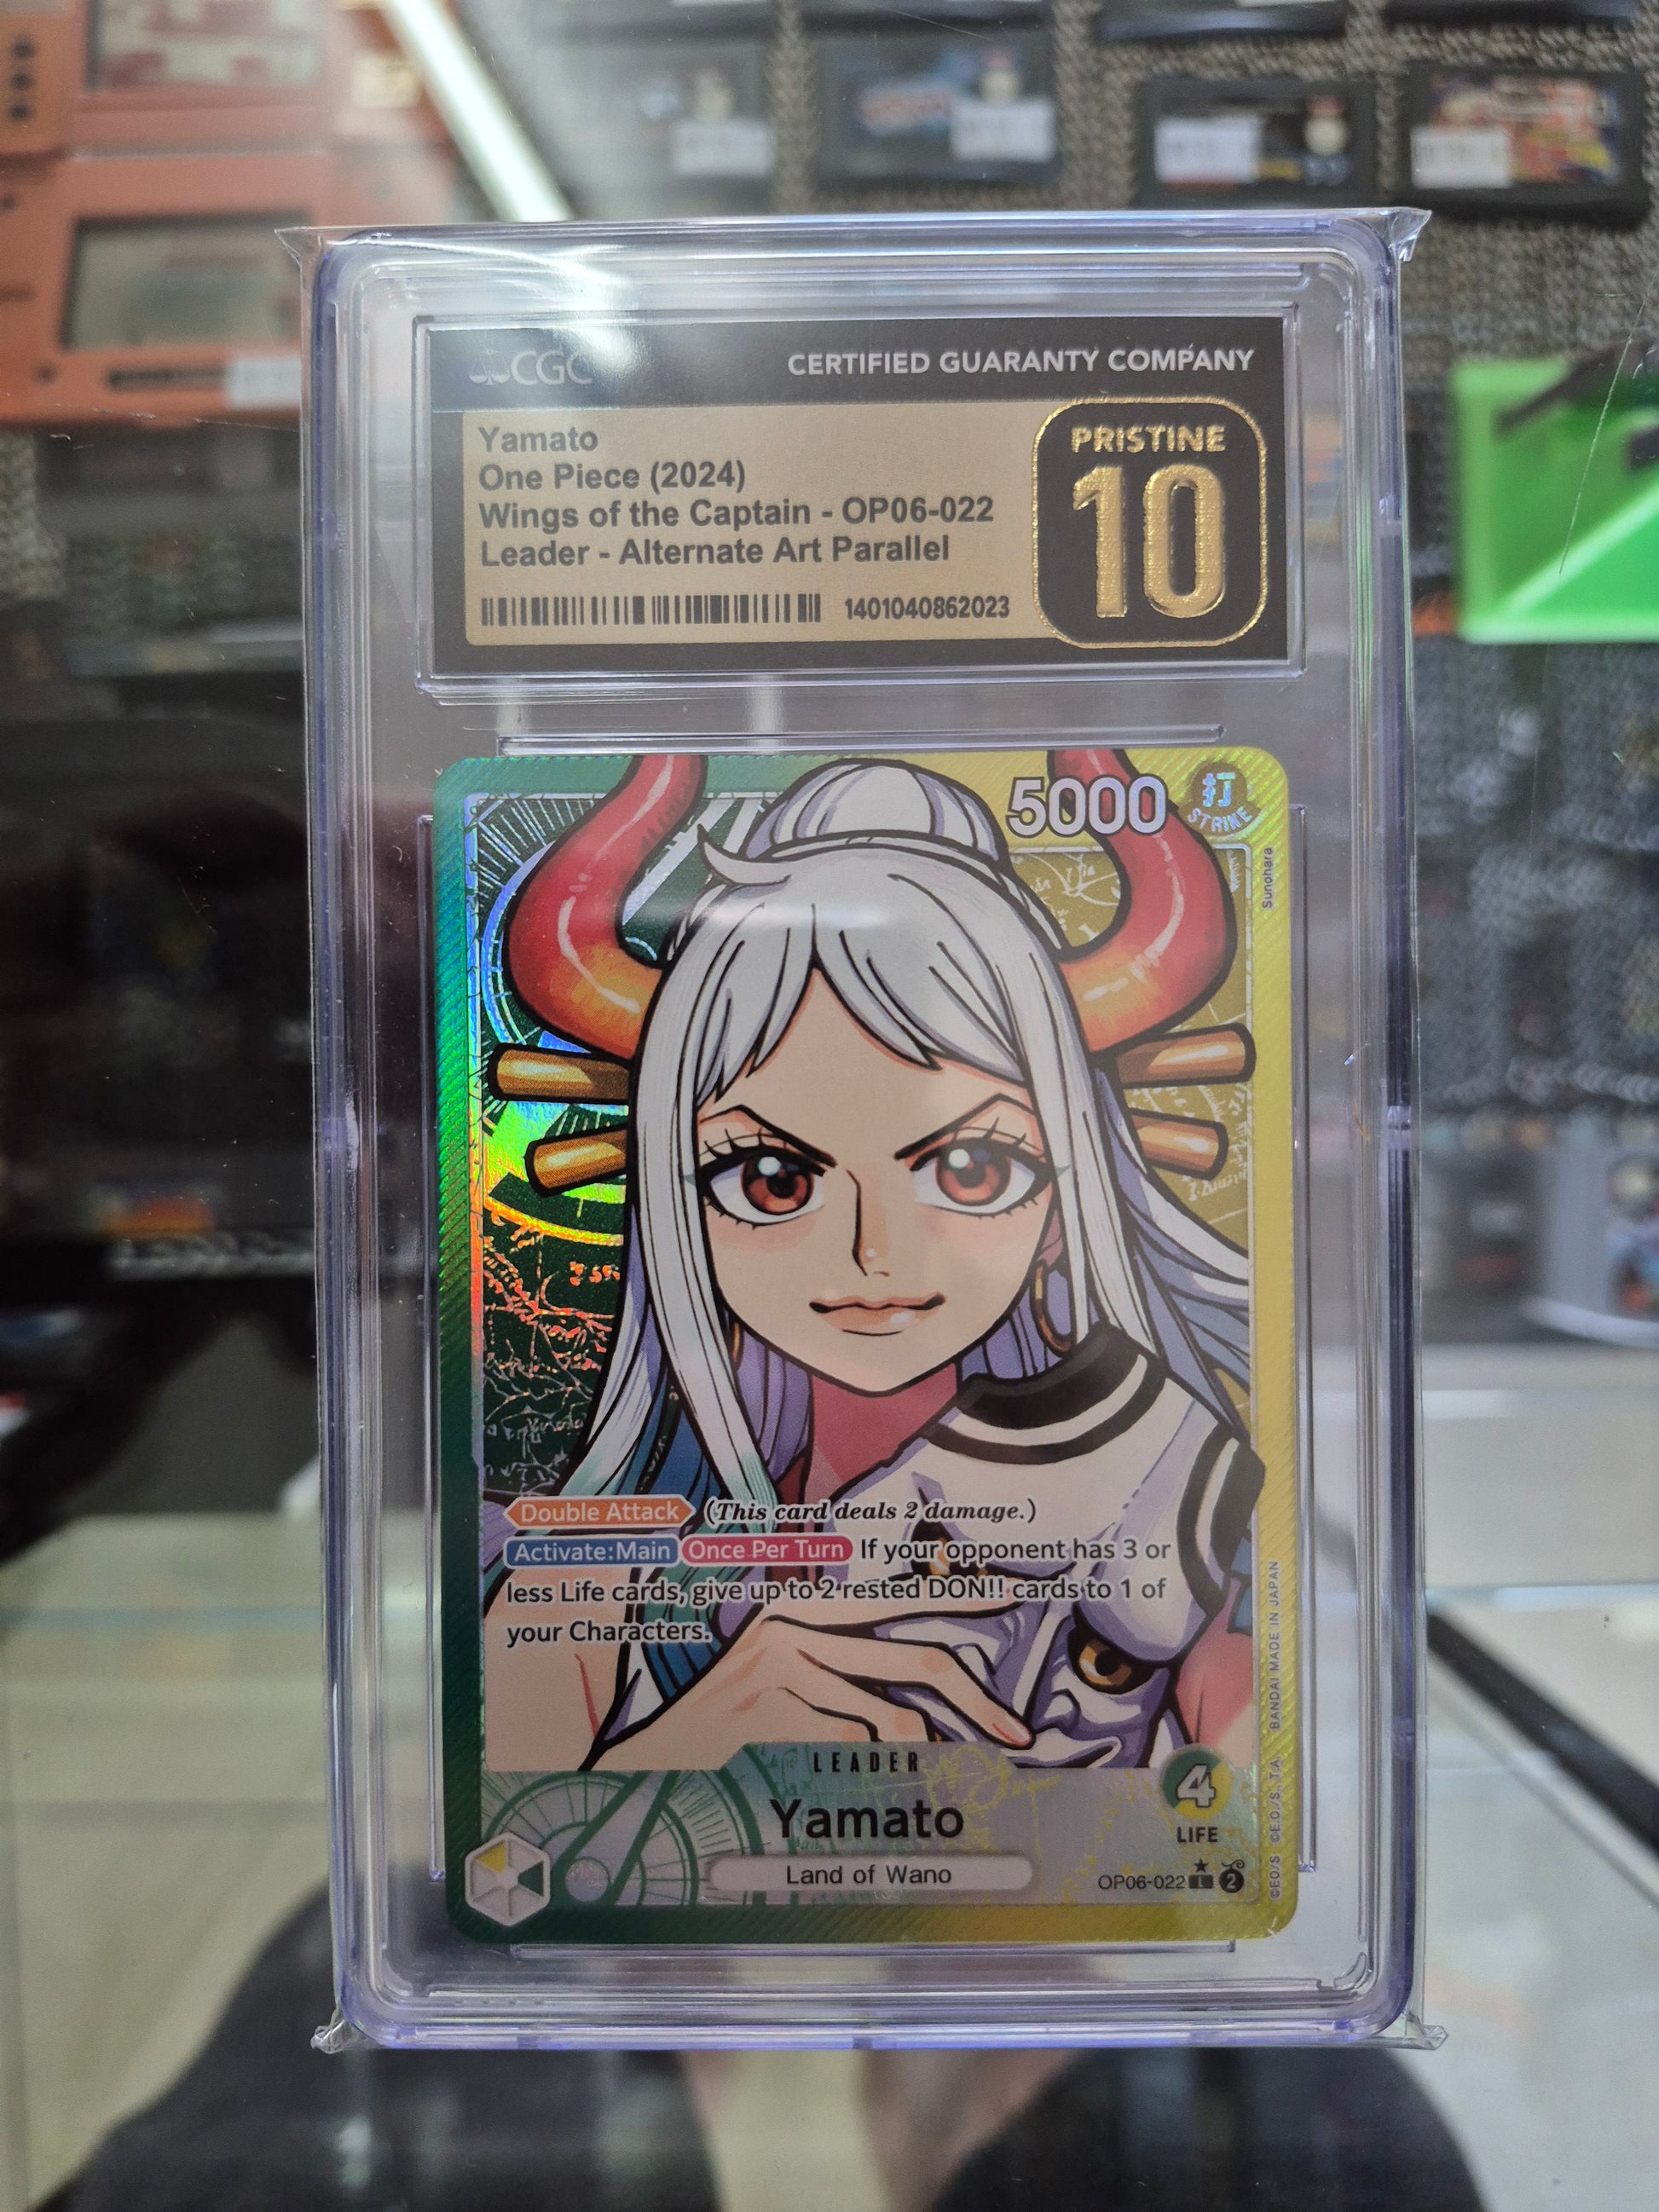 CGC
CERTIFIED GUARANTY COMPANY
Yamato
One Piece (2024)
Wings of the Captain - OP06-022
Leader - Alternate Art Parallel
1401040862023
PRISTINE
10
5000
打
STRIKE
Sunohara
Double Attack (This card deals 2 damage.)
Activate:Main Once Per Turn If your opponent has 3 or
less Life cards, give up to 2 rested DON!! cards to 1 of
your Characters.
LEADER
Yamato
Land of Wano
4
LIFE
OP06-022 L 2
©E.O./S. ©E.O./S.,T.A. BANDAI MADE IN JAPAN